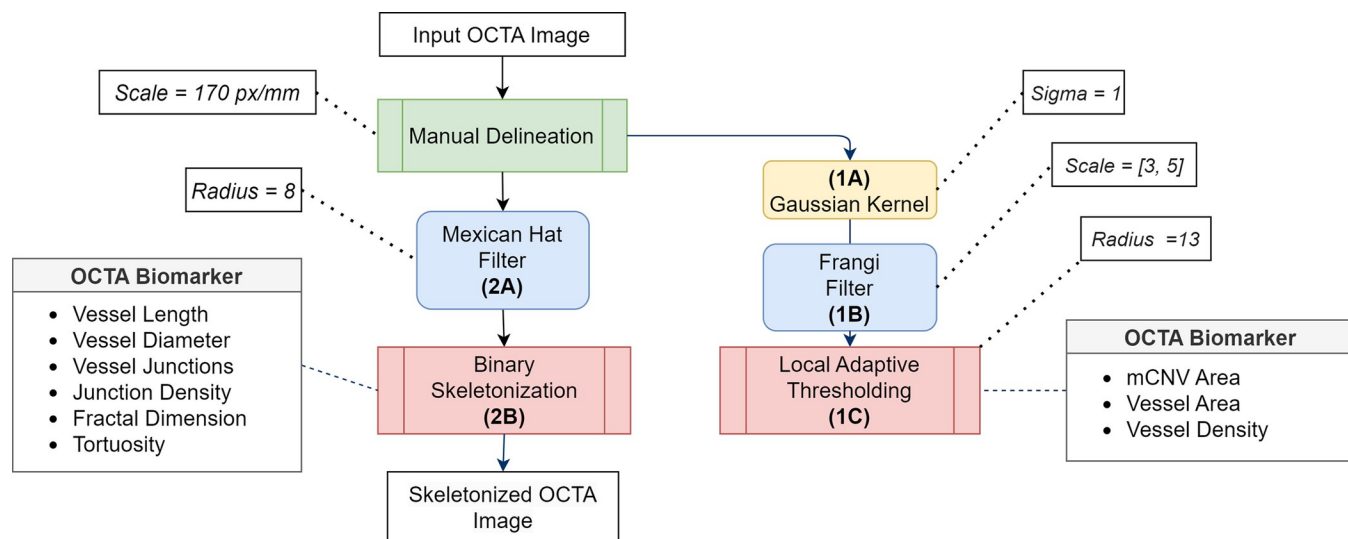 Input OCTA Image
Scale = 170 px/mm
Manual Delineation
Sigma = 1
(1A)
Gaussian Kernel
Scale = [3, 5]
Radius = 8
Mexican Hat
Filter
(2A)
Frangi
Filter
(1B)
Radius =13
OCTA Biomarker
• Vessel Length
• Vessel Diameter
• Vessel Junctions
• Junction Density
• Fractal Dimension
• Tortuosity
Binary
Skeletonization
(2B)
Local Adaptive
Thresholding
(1C)
OCTA Biomarker
• mCNV Area
• Vessel Area
• Vessel Density
Skeletonized OCTA
Image